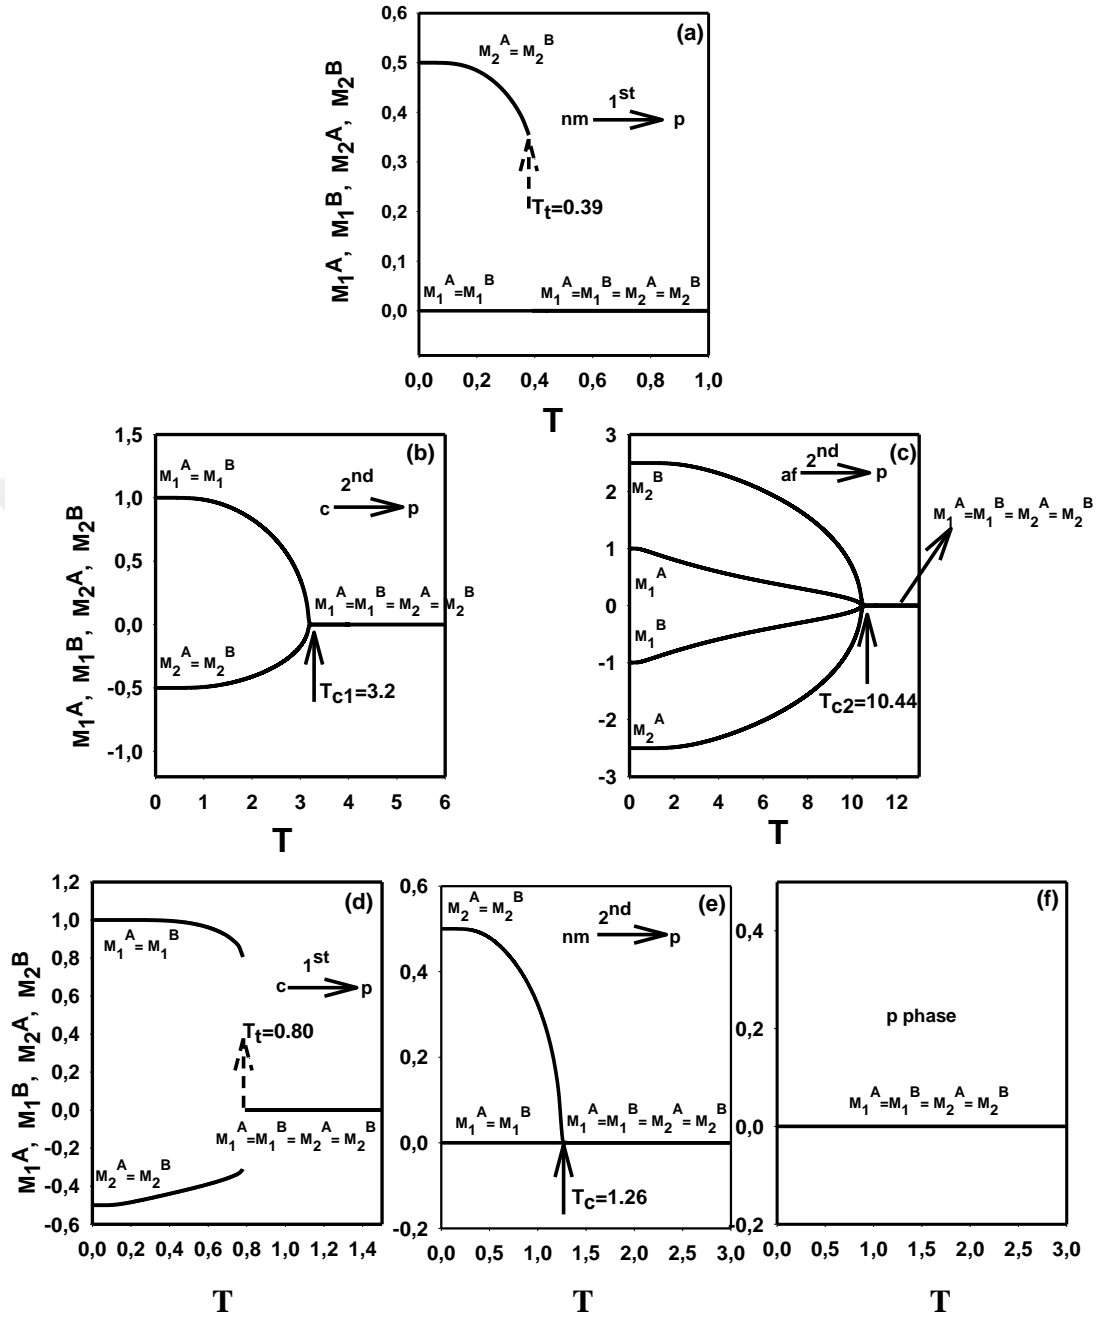 (a)
M₁A, M₁B, M₂A, M₂B
0,6
0,5
0,4
0,3
0,2
0,1
0,0
M₂ᴬ = M₂ᴮ
nm 1st p
Tt=0.39
M₁ᴬ=M₁ᴮ
M₁ᴬ=M₁ᴮ = M₂ᴬ = M₂ᴮ
0,0 0,2 0,4 0,6 0,8 1,0
T
(b)
M₁A, M₁B, M₂A, M₂B
1,5
1,0
0,5
0,0
-0,5
-1,0
M₁ᴬ = M₁ᴮ
c 2nd p
M₁ᴬ=M₁ᴮ = M₂ᴬ = M₂ᴮ
M₂ᴬ = M₂ᴮ
Tc1=3.2
0 1 2 3 4 5 6
T
(c)
3
2
1
0
-1
-2
-3
af 2nd p
M₂ᴮ
M₁ᴬ
M₁ᴮ
M₂ᴬ
M₁ᴬ=M₁ᴮ = M₂ᴬ = M₂ᴮ
Tc2=10.44
0 2 4 6 8 10 12
T
(d)
M₁A, M₁B, M₂A, M₂B
1,2
1,0
0,8
0,6
0,4
0,2
0,0
-0,2
-0,4
-0,6
M₁ᴬ = M₁ᴮ
c 1st p
Tt=0.80
M₁ᴬ=M₁ᴮ = M₂ᴬ = M₂ᴮ
M₂ᴬ = M₂ᴮ
0,0 0,2 0,4 0,6 0,8 1,0 1,2 1,4
T
(e)
0,6
0,4
0,2
0,0
-0,2
M₂ᴬ = M₂ᴮ
nm 2nd p
M₁ᴬ = M₁ᴮ
M₁ᴬ=M₁ᴮ = M₂ᴬ = M₂ᴮ
Tc=1.26
0,0 0,5 1,0 1,5 2,0 2,5 3,0
T
(f)
0,4
0,2
0,0
-0,2
p phase
M₁ᴬ=M₁ᴮ = M₂ᴬ = M₂ᴮ
0,0 0,5 1,0 1,5 2,0 2,5 3,0
T